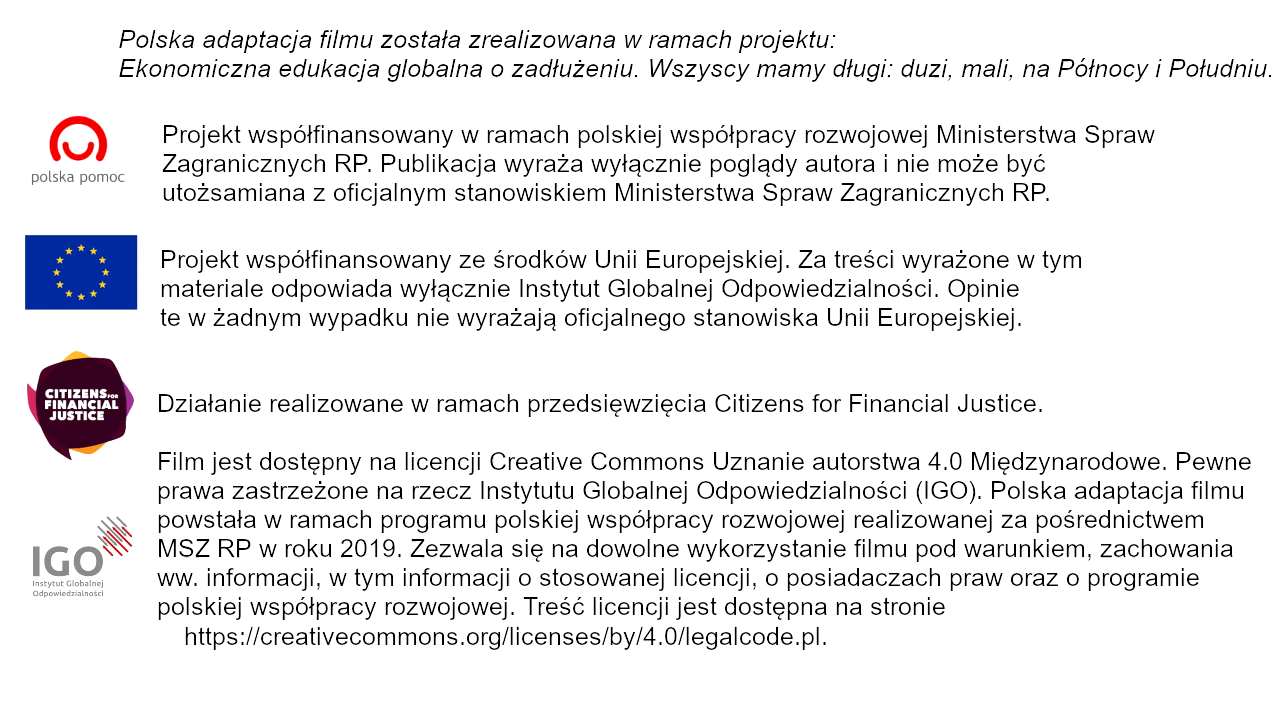 Polska adaptacja filmu została zrealizowana w ramach projektu:
Ekonomiczna edukacja globalna o zadłużeniu. Wszyscy mamy długi: duzi, mali, na Północy i Południu.
polska pomoc
Projekt współfinansowany w ramach polskiej współpracy rozwojowej Ministerstwa Spraw
Zagranicznych RP. Publikacja wyraża wyłącznie poglądy autora i nie może być
utożsamiana z oficjalnym stanowiskiem Ministerstwa Spraw Zagranicznych RP.
Projekt współfinansowany ze środków Unii Europejskiej. Za treści wyrażone w tym
materiale odpowiada wyłącznie Instytut Globalnej Odpowiedzialności. Opinie
te w żadnym wypadku nie wyrażają oficjalnego stanowiska Unii Europejskiej.
CITIZENS FOR
FINANCIAL
JUSTICE
Działanie realizowane w ramach przedsięwzięcia Citizens for Financial Justice.
Film jest dostępny na licencji Creative Commons Uznanie autorstwa 4.0 Międzynarodowe. Pewne
prawa zastrzeżone na rzecz Instytutu Globalnej Odpowiedzialności (IGO). Polska adaptacja filmu
powstała w ramach programu polskiej współpracy rozwojowej realizowanej za pośrednictwem
MSZ RP w roku 2019. Zezwala się na dowolne wykorzystanie filmu pod warunkiem, zachowania
ww. informacji, w tym informacji o stosowanej licencji, o posiadaczach praw oraz o programie
polskiej współpracy rozwojowej. Treść licencji jest dostępna na stronie
https://creativecommons.org/licenses/by/4.0/legalcode.pl.
IGO
Instytut Globalnej
Odpowiedzialności